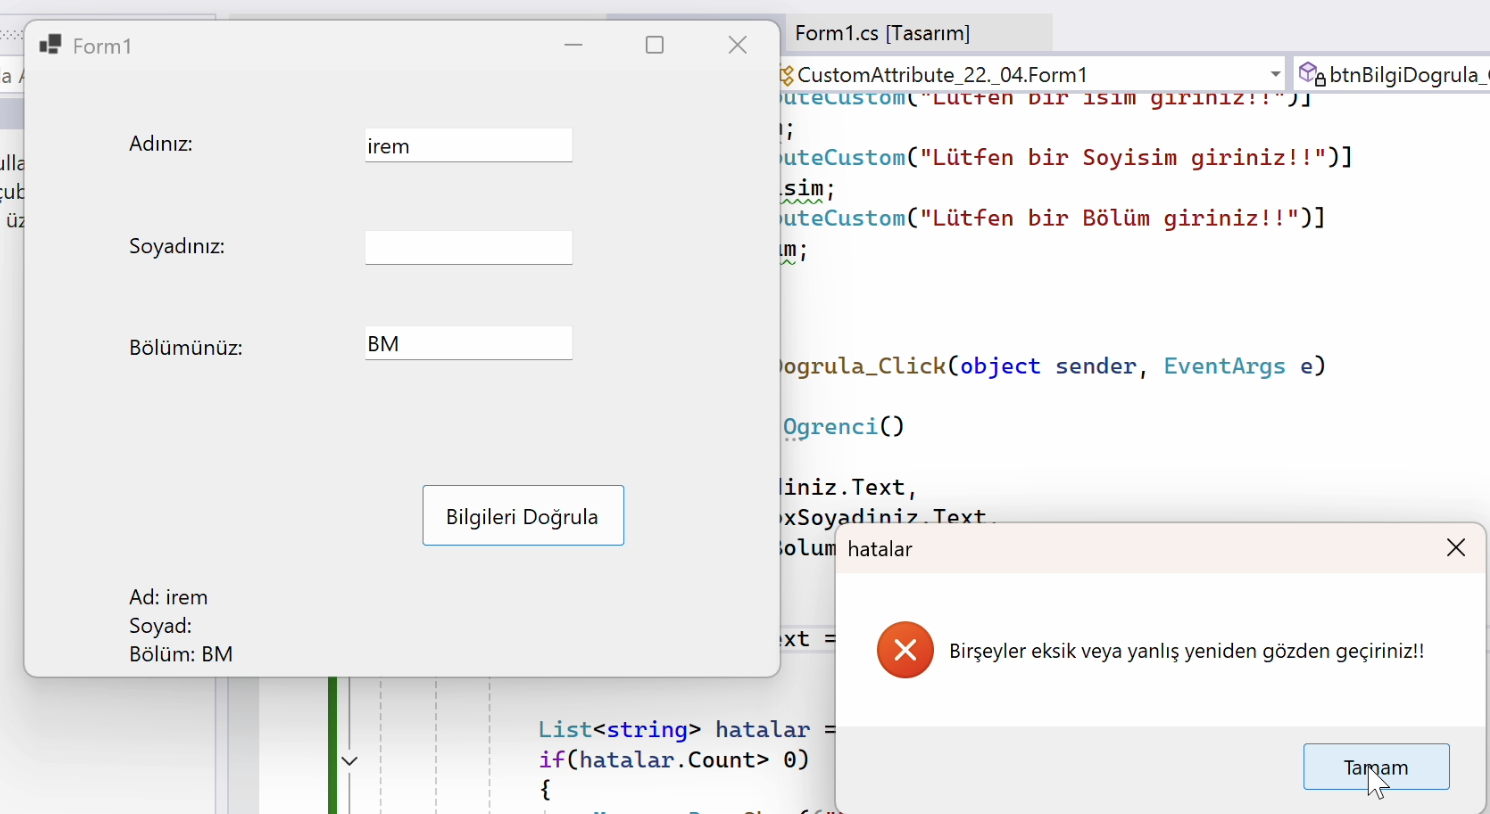 Form1
Form1.cs [Tasarım]
CustomAttribute_22._04.Form1
btnBilgiDogrula_
Adınız:
irem
Soyadınız:
Bölümünüz:
BM
Bilgileri Doğrula
Ad: irem
Soyad:
Bölüm: BM
uteCustom("Lütfen bir isim giriniz!!")]
;
uteCustom("Lütfen bir Soyisim giriniz!!")]
sim;
uteCustom("Lütfen bir Bölüm giriniz!!")]
m;
ogrula_Click(object sender, EventArgs e)
Ogrenci()
iniz.Text,
xSoyadiniz.Text,
olum
ext =
List<string> hatalar =
if(hatalar.Count> 0)
{
hatalar
Birşeyler eksik veya yanlış yeniden gözden geçiriniz!!
Tamam